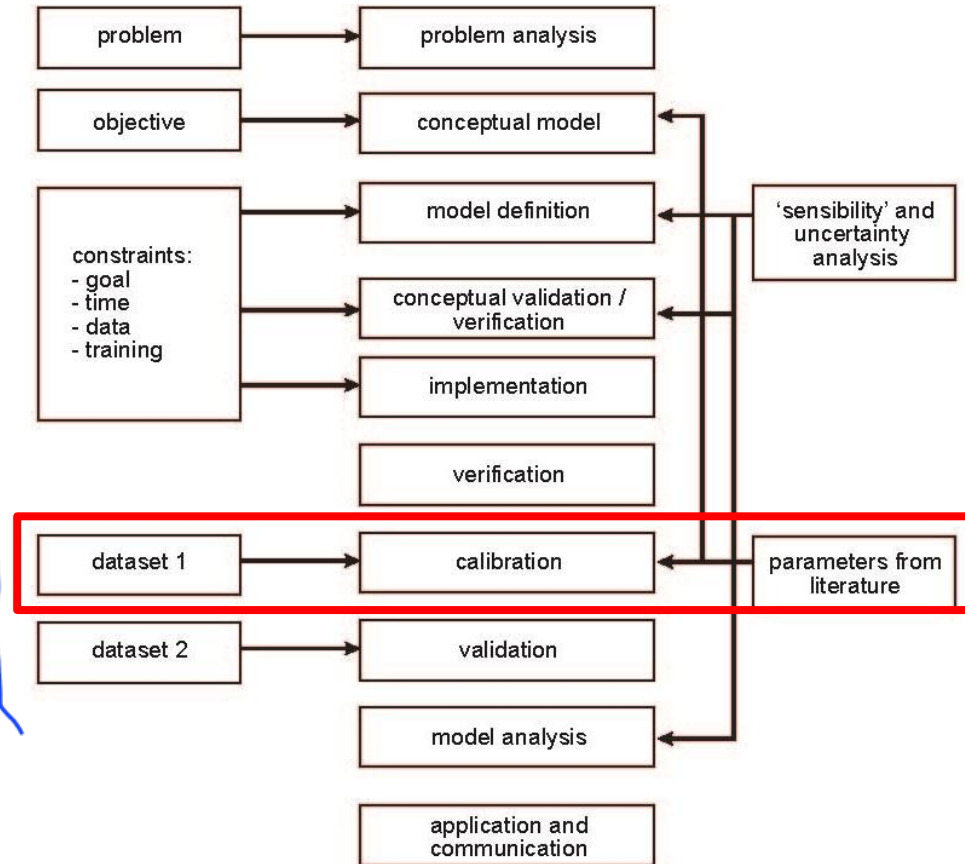 problem
problem analysis
objective
conceptual model
constraints:
- goal
- time
- data
- training
model definition
'sensibility' and
uncertainty
analysis
conceptual validation /
verification
implementation
verification
dataset 1
calibration
parameters from
literature
dataset 2
validation
model analysis
application and
communication